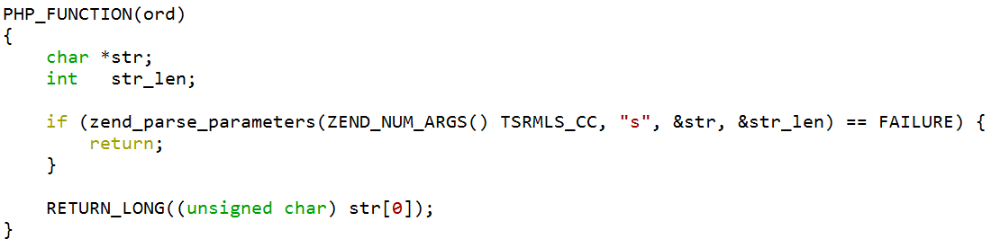 PHP_FUNCTION(ord)
{
    char *str;
    int   str_len;

    if (zend_parse_parameters(ZEND_NUM_ARGS() TSRMLS_CC, "s", &str, &str_len) == FAILURE) {
        return;
    }

    RETURN_LONG((unsigned char) str[0]);
}